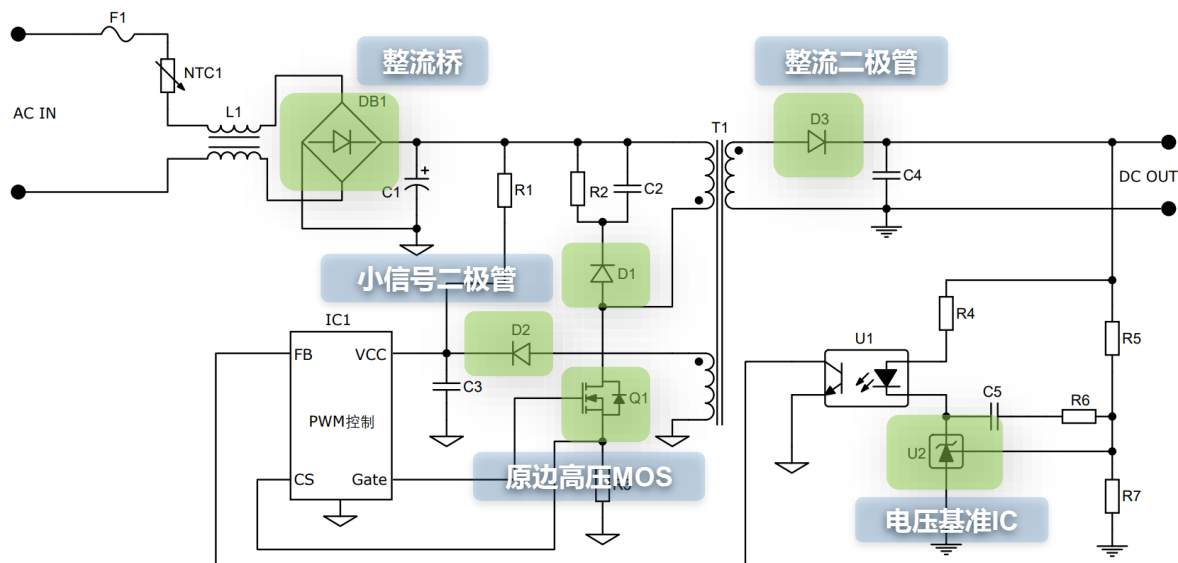 F1
整流桥
整流二极管
NTC1
DB1
AC IN
L1
T1
D3
R1
R2
C2
C1
+
C4
DC OUT
小信号二极管
D1
IC1
D2
R4
FB
VCC
U1
R5
C3
Q1
C5
R6
PWM控制
U2
CS
Gate
原边高压MOS
R7
电压基准IC